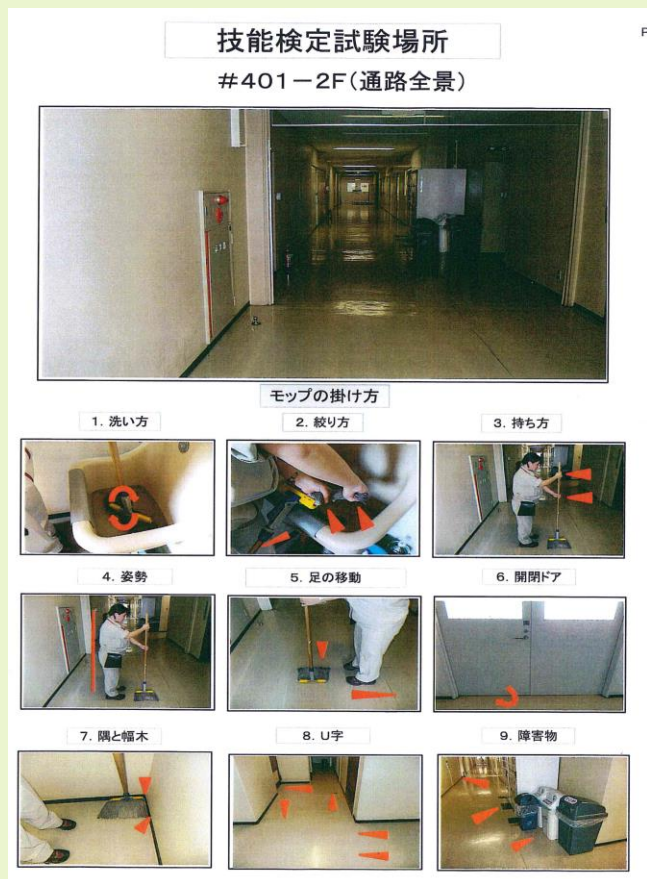 技能検定試験場所
#401-2F(通路全景)
モップの掛け方
1. 洗い方
2. 絞り方
3. 持ち方
4. 姿勢
5. 足の移動
6. 開閉ドア
7. 隅と幅木
8. U字
9. 障害物